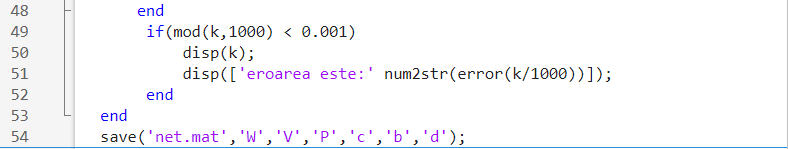 48 end
49 if(mod(k,1000) < 0.001)
50 disp(k);
51 disp(['eroarea este:' num2str(error(k/1000))]);
52 end
53 end
54 save('net.mat','W','V','P','c','b','d');